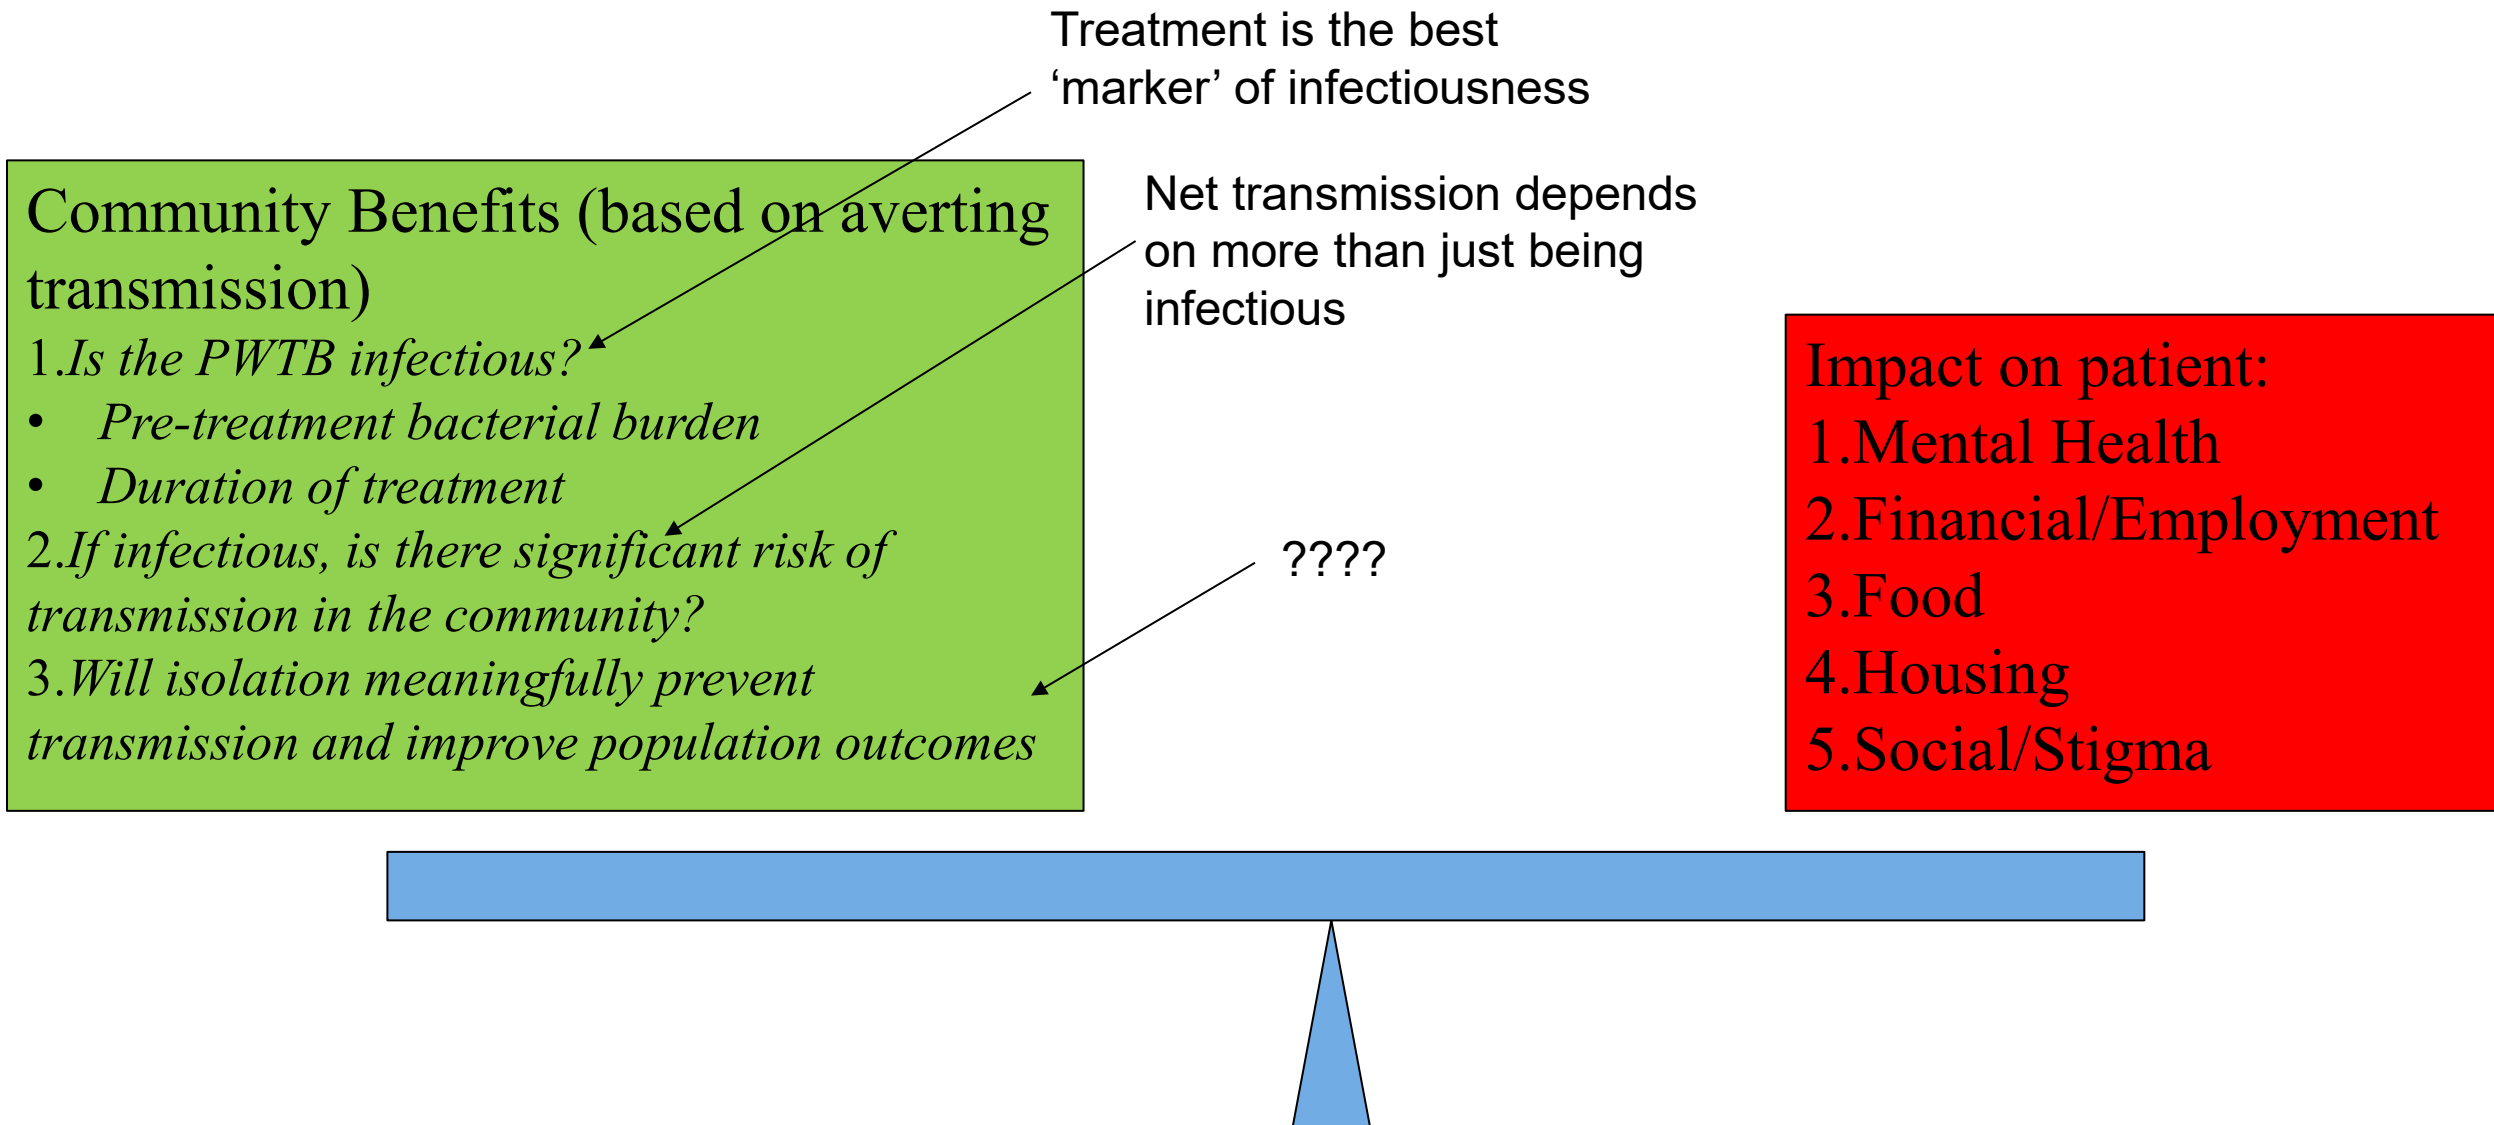 Treatment is the best
‘marker’ of infectiousness
Net transmission depends
on more than just being
infectious
????
Community Benefits (based on averting
transmission)
1.Is the PWTB infectious?
• Pre-treatment bacterial burden
• Duration of treatment
2.If infectious, is there significant risk of
transmission in the community?
3.Will isolation meaningfully prevent
transmission and improve population outcomes
Impact on patient:
1.Mental Health
2.Financial/Employment
3.Food
4.Housing
5.Social/Stigma